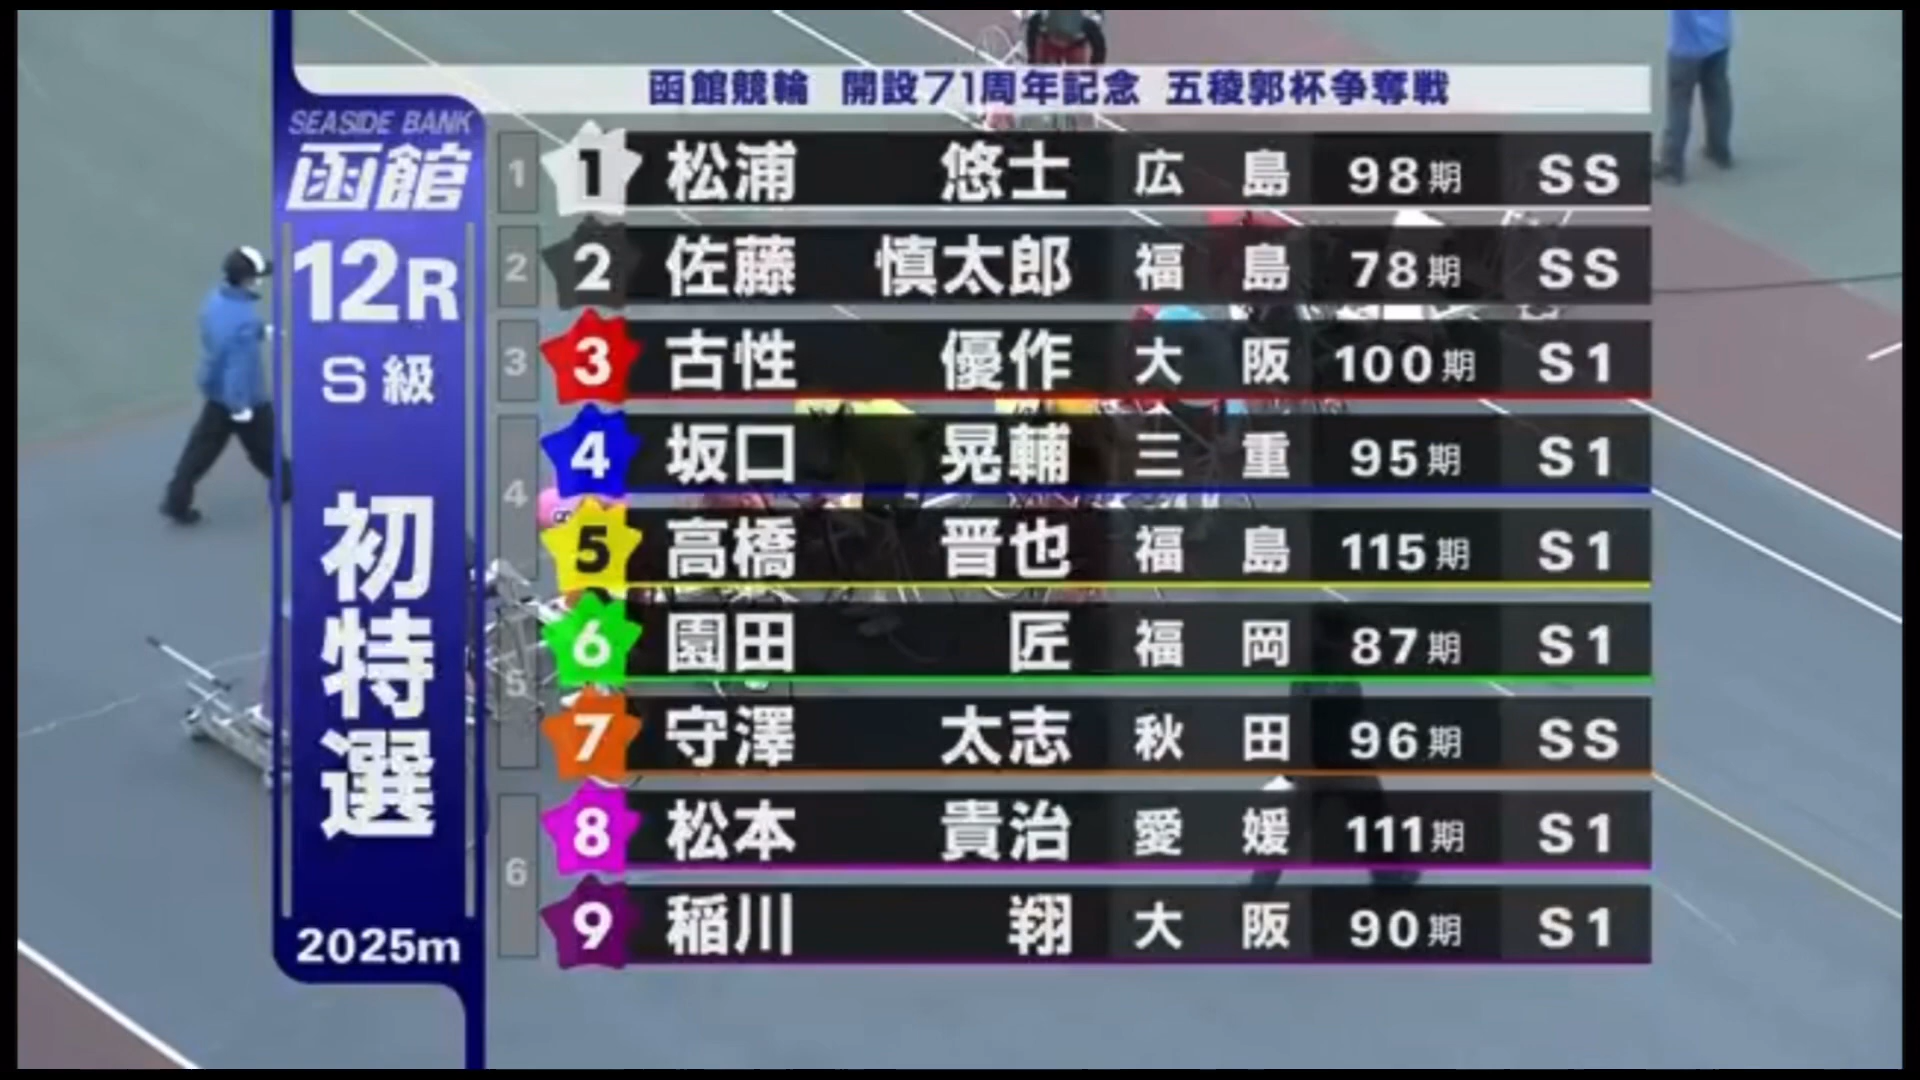 函館競輪 開設71周年記念 五稜郭杯争奪戦
SEASIDE BANK
函館
12R
S級
初特選
2025m
1 1 松浦 悠士 広島 98期 SS
2 2 佐藤 慎太郎 福島 78期 SS
3 3 古性 優作 大阪 100期 S1
4 4 坂口 晃輔 三重 95期 S1
5 高橋 晋也 福島 115期 S1
5 6 園田 匠 福岡 87期 S1
7 守澤 太志 秋田 96期 SS
6 8 松本 貴治 愛媛 111期 S1
9 稲川 翔 大阪 90期 S1